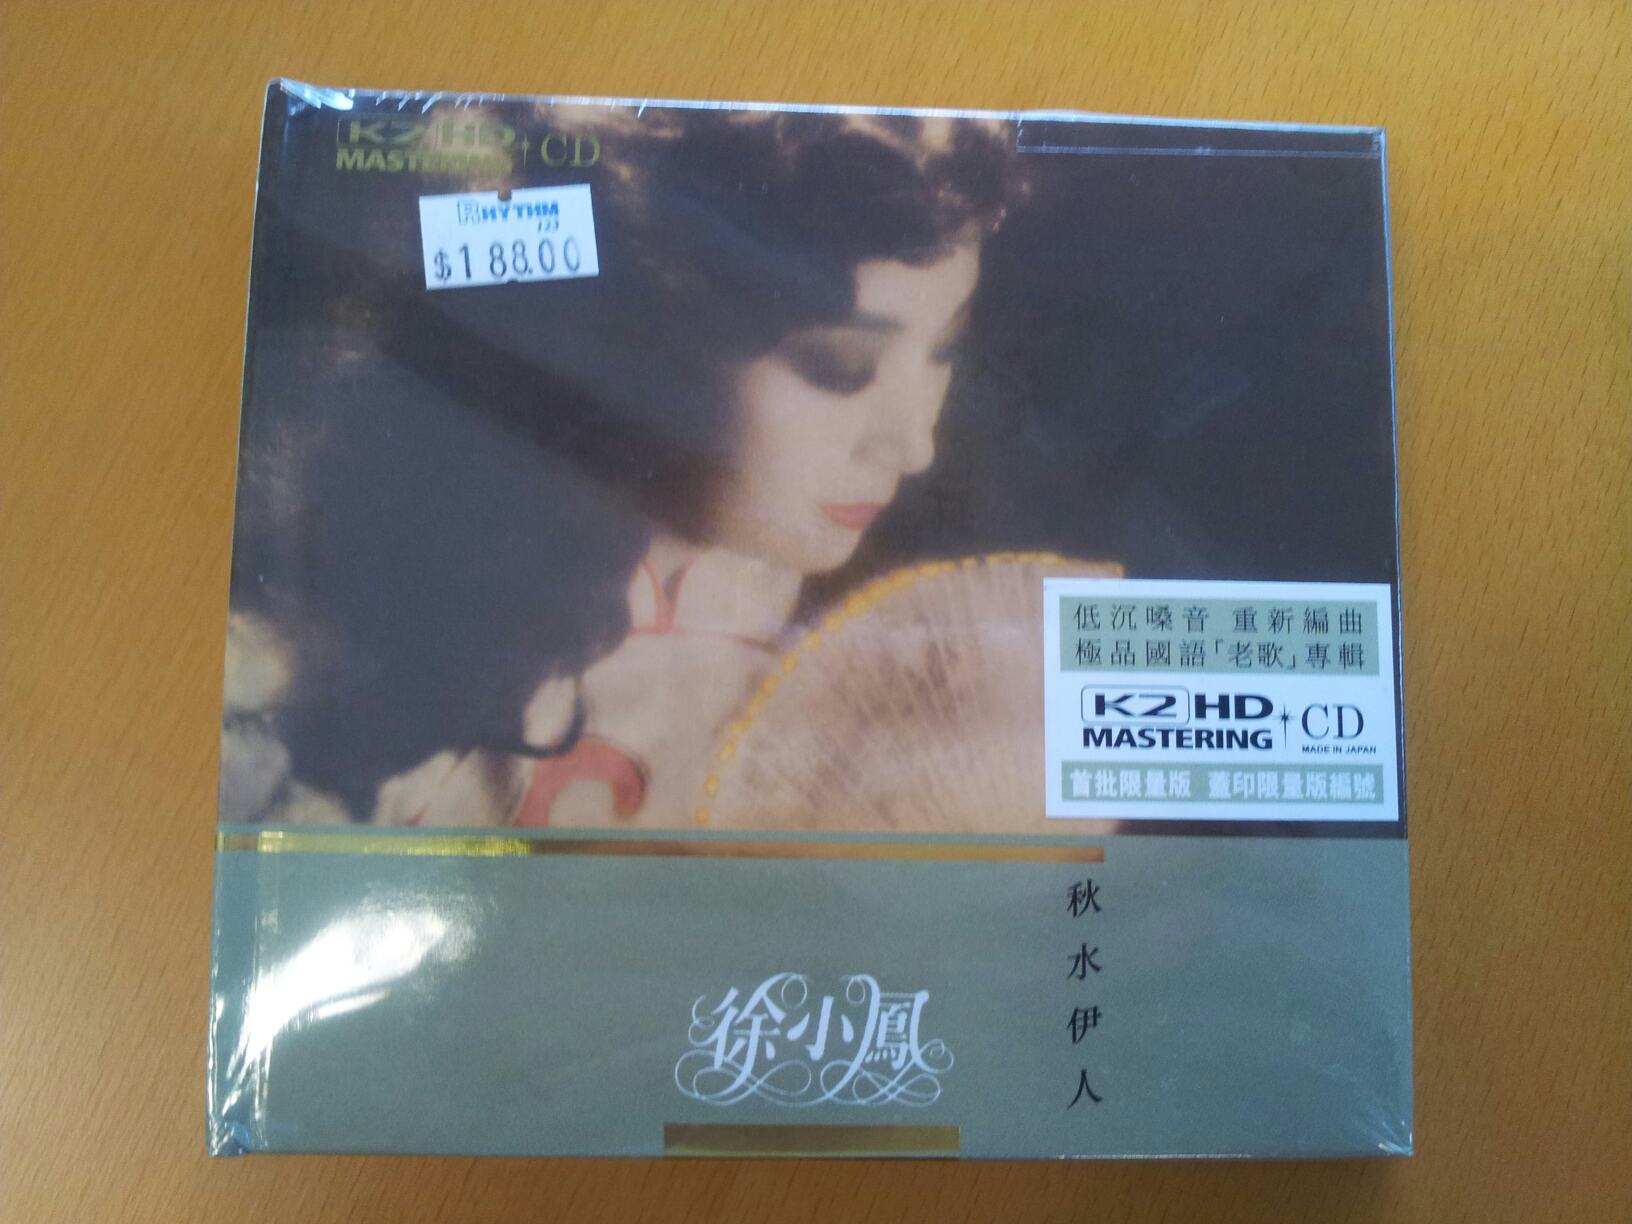 K2 HD CD
MASTERING
RHYTHM
$188.00
低沉嗓音 重新編曲
極品國語「老歌」專輯
K2 HD CD
MASTERING
MADE IN JAPAN
首批限量版 蓋印限量版編號
秋水伊人
徐小鳳